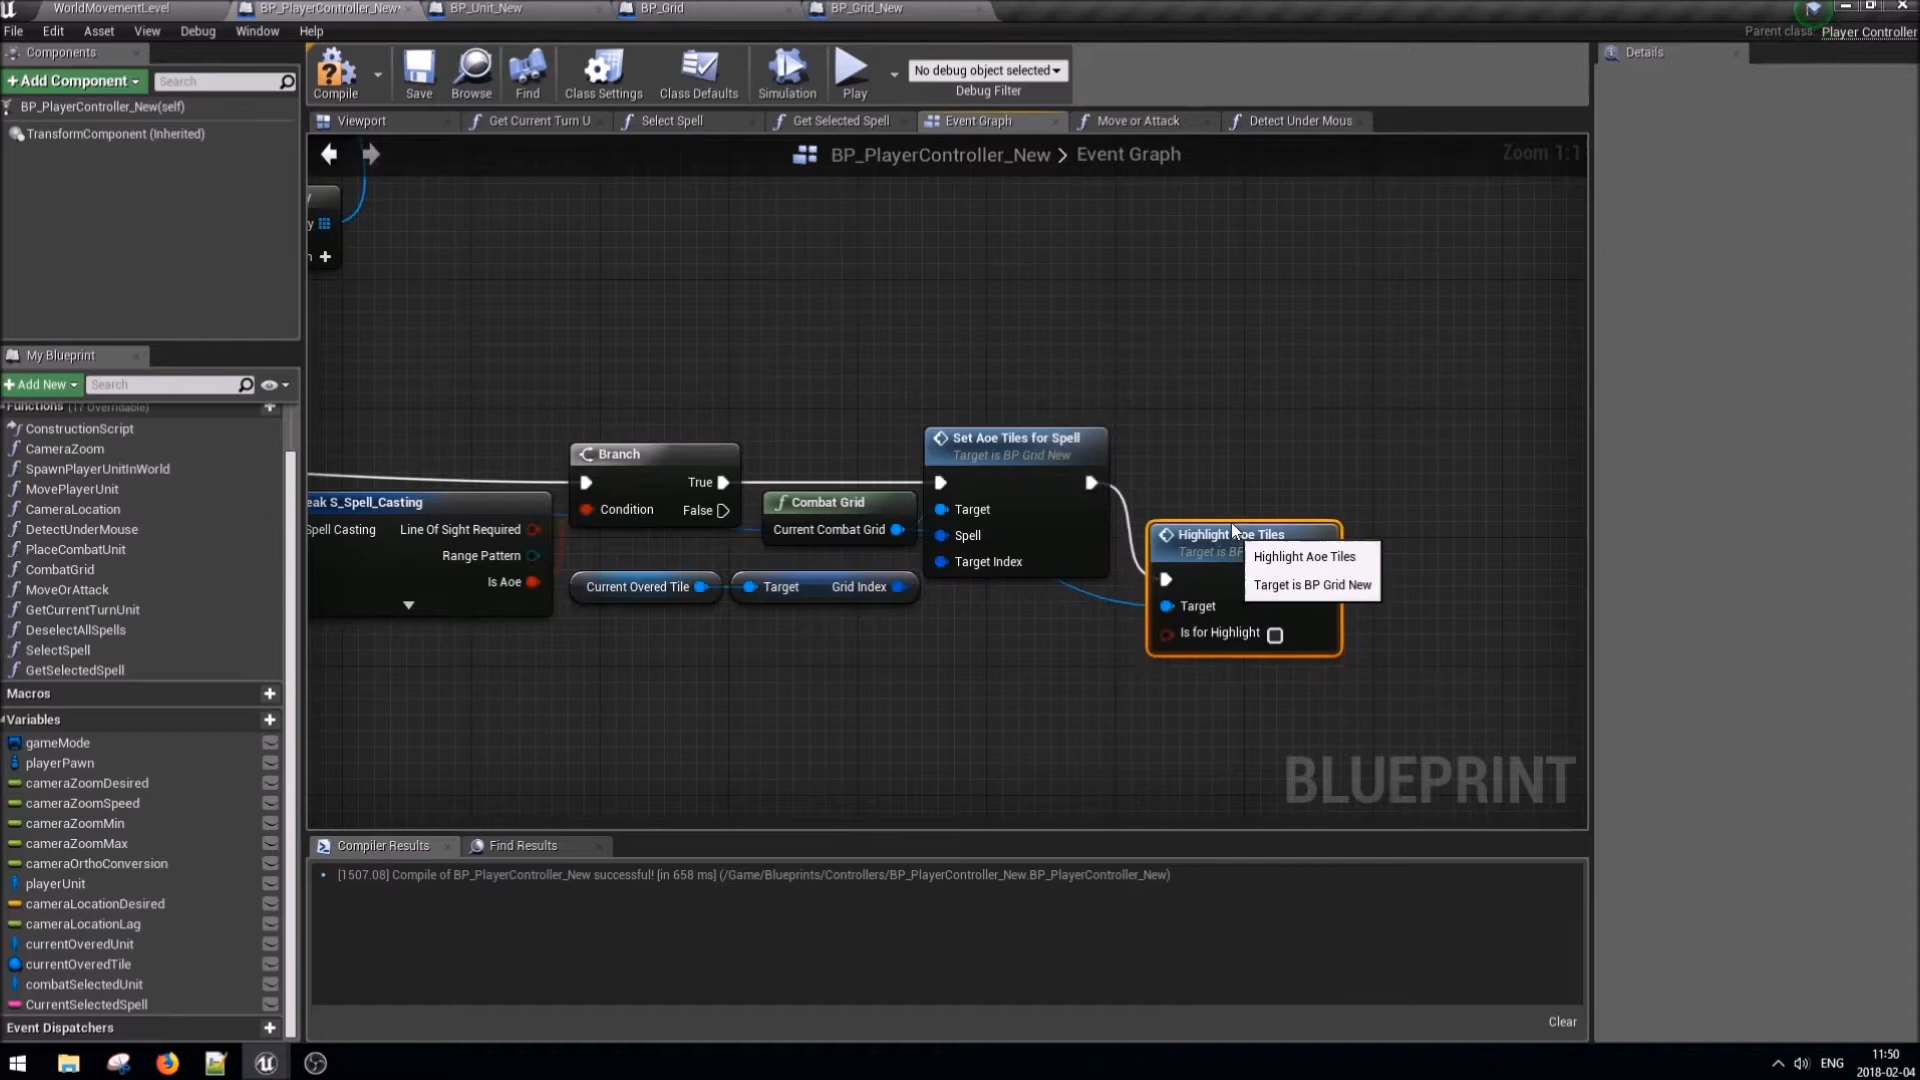 WorldMovementLevel
BP_PlayerController_New*
BP_Unit_New
BP_Grid
BP_Grid_New
File Edit Asset View Debug Window Help
Parent class: Player Controller
Components
Details
+Add Component
Search
Compile
Save
Browse
Find
Class Settings
Class Defaults
Simulation
Play
No debug object selected
Debug Filter
BP_PlayerController_New(self)
TransformComponent (Inherited)
Viewport
Get Current Turn U
Select Spell
Get Selected Spell
Event Graph
Move or Attack
Detect Under Mous
BP_PlayerController_New > Event Graph
Zoom 1:1
y
n +
eak S_Spell_Casting
Spell Casting
Line Of Sight Required
Range Pattern
Is Aoe
Branch
True
Condition
False
Combat Grid
Current Combat Grid
Current Overed Tile
Target
Grid Index
Set Aoe Tiles for Spell
Target is BP Grid New
Target
Spell
Target Index
Highlight Aoe Tiles
Target is BP
Target
Is for Highlight
Highlight Aoe Tiles
Target is BP Grid New
BLUEPRINT
My Blueprint
+Add New
Search
Functions (17 Overridable)
ConstructionScript
CameraZoom
SpawnPlayerUnitInWorld
MovePlayerUnit
CameraLocation
DetectUnderMouse
PlaceCombatUnit
CombatGrid
MoveOrAttack
GetCurrentTurnUnit
DeselectAllSpells
SelectSpell
GetSelectedSpell
Macros
Variables
gameMode
playerPawn
cameraZoomDesired
cameraZoomSpeed
cameraZoomMin
cameraZoomMax
cameraOrthoConversion
playerUnit
cameraLocationDesired
cameraLocationLag
currentOveredUnit
currentOveredTile
combatSelectedUnit
CurrentSelectedSpell
Event Dispatchers
Compiler Results
Find Results
[1507.08] Compile of BP_PlayerController_New successful! [in 658 ms] (/Game/Blueprints/Controllers/BP_PlayerController_New.BP_PlayerController_New)
Clear
ENG
11:50
2018-02-04